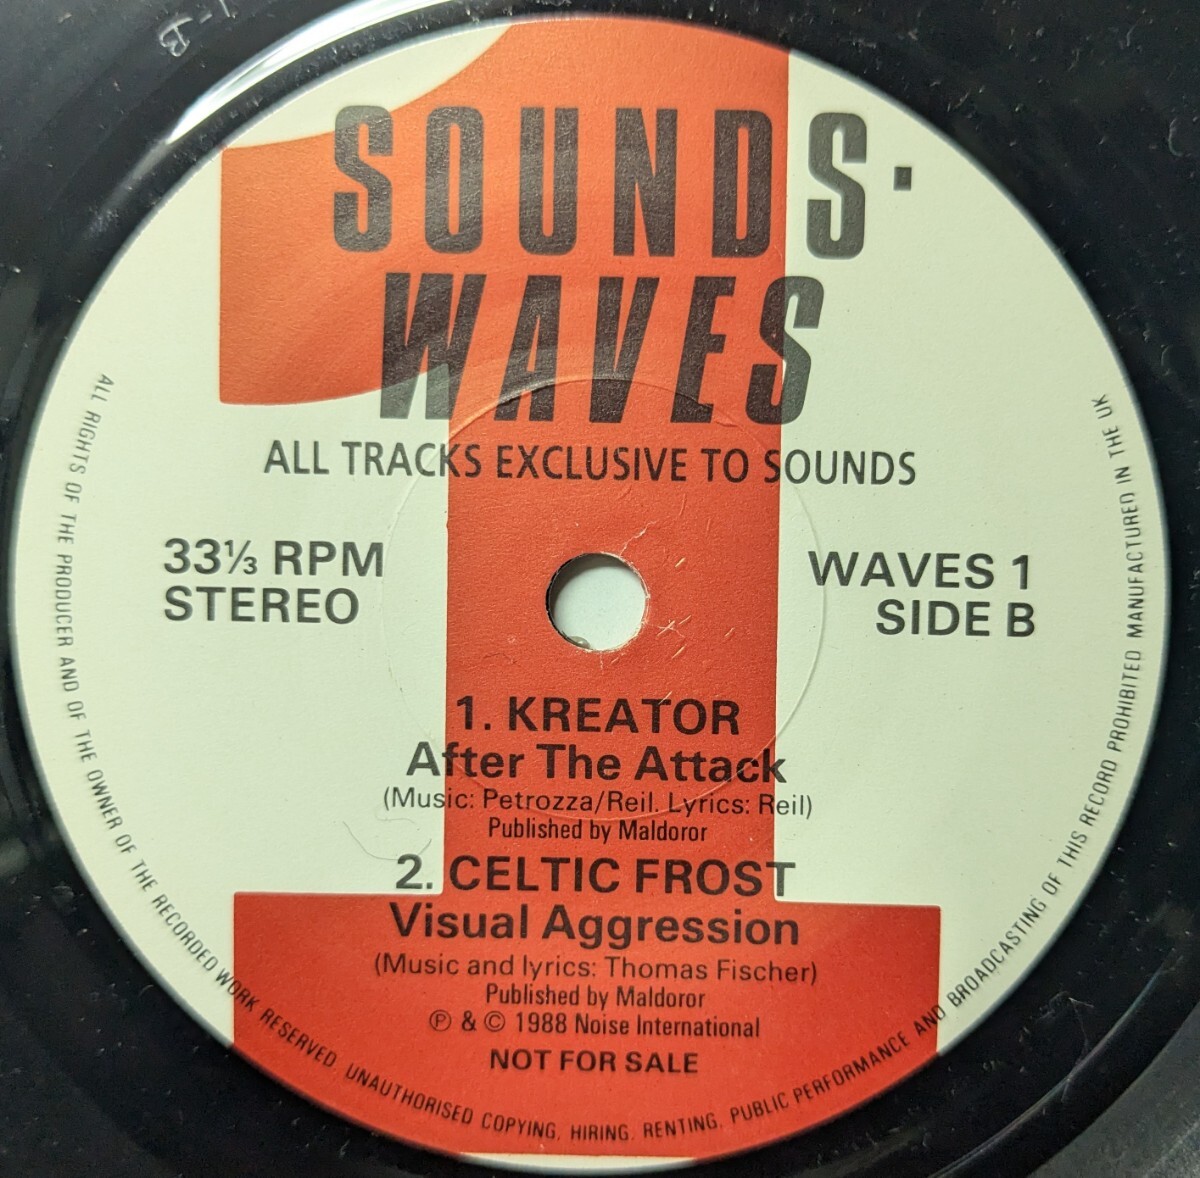 SOUNDS·
WAVES
ALL TRACKS EXCLUSIVE TO SOUNDS
33⅓ RPM
STEREO
WAVES 1
SIDE B
1. KREATOR
After The Attack
(Music: Petrozza/Reil. Lyrics: Reil)
Published by Maldoror
2. CELTIC FROST
Visual Aggression
(Music and lyrics: Thomas Fischer)
Published by Maldoror
℗ & © 1988 Noise International
NOT FOR SALE
ALL RIGHTS OF THE PRODUCER AND OF THE OWNER OF THE RECORDED WORK RESERVED. UNAUTHORISED COPYING, HIRING, RENTING, PUBLIC PERFORMANCE AND BROADCASTING OF THIS RECORD PROHIBITED MANUFACTURED IN THE UK